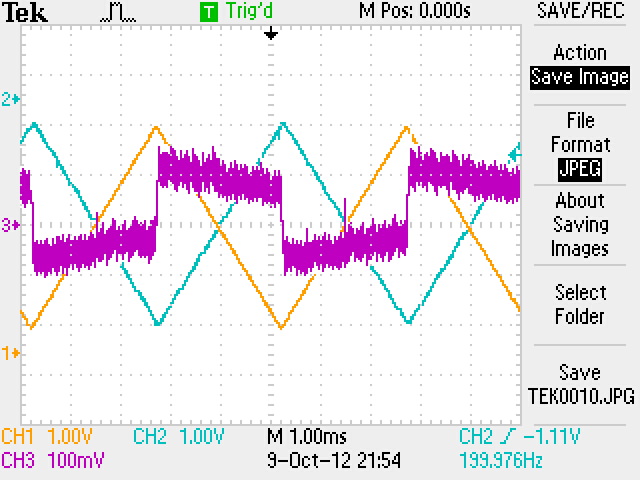 Tek T Trig'd M Pos: 0.000s SAVE/REC
Action
Save Image
File
Format
JPEG
About
Saving
Images
Select
Folder
Save
TEK0010.JPG
2
3
1
CH1 1.00V CH2 1.00V M 1.00ms CH2 -1.11V
CH3 100mV 9-Oct-12 21:54 199.976Hz